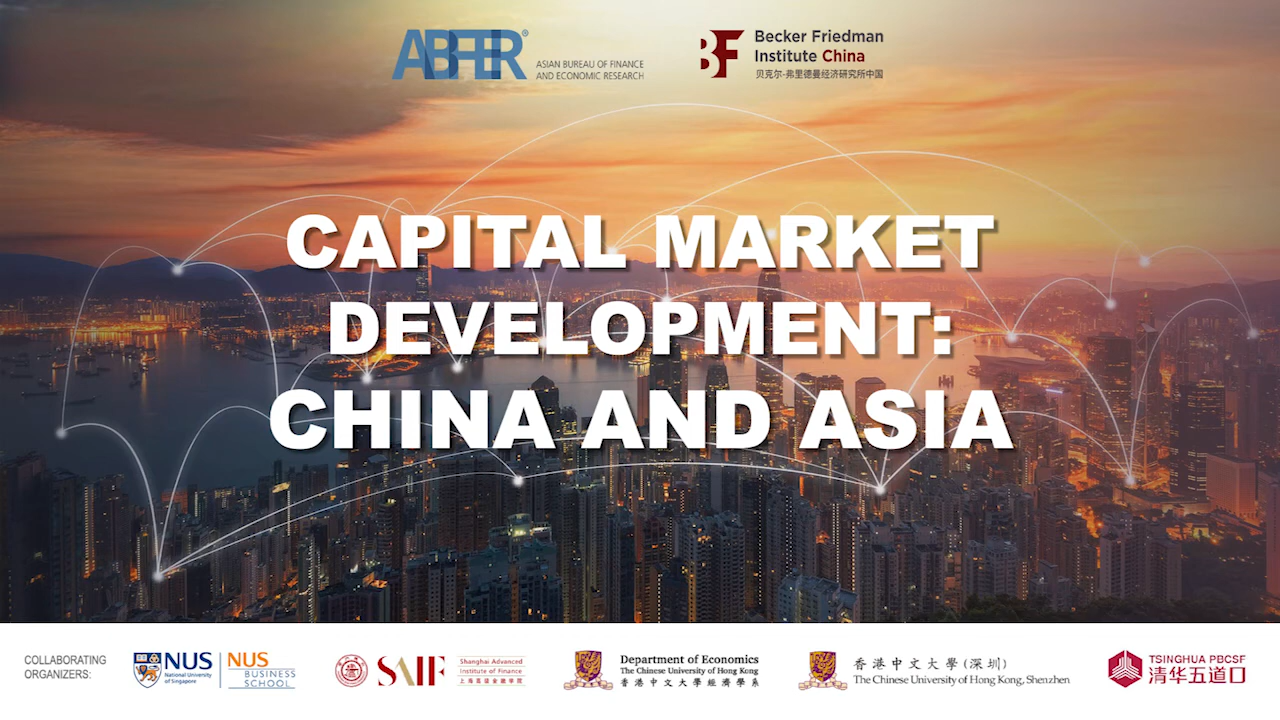 ABFER®
ASIAN BUREAU OF FINANCE
AND ECONOMIC RESEARCH
BF
Becker Friedman
Institute China
贝克尔-弗里德曼经济研究所中国
CAPITAL MARKET
DEVELOPMENT:
CHINA AND ASIA
COLLABORATING
ORGANIZERS:
NUS
National University
of Singapore
NUS
BUSINESS
SCHOOL
SAIF
Shanghai Advanced
Institute of Finance
上海高级金融学院
Department of Economics
The Chinese University of Hong Kong
香港中文大學經濟學系
香港中文大學(深圳)
The Chinese University of Hong Kong, Shenzhen
TSINGHUA PBCSF
清华五道口